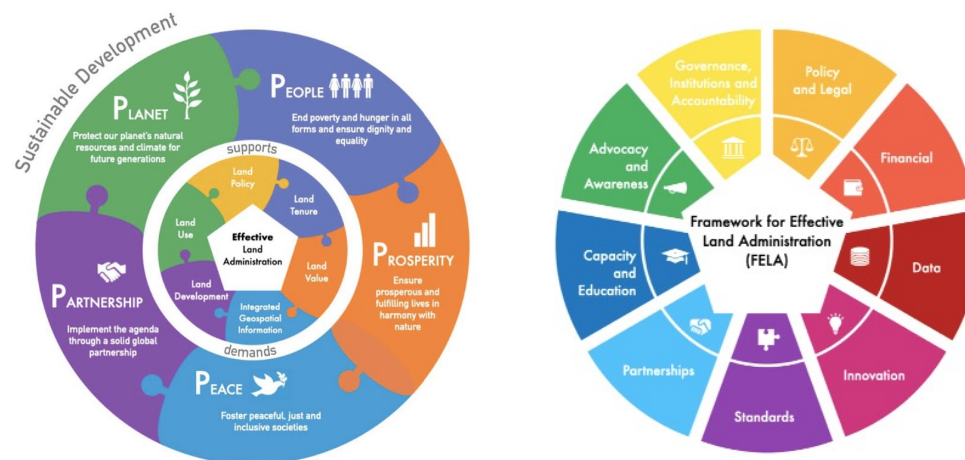 Sustainable Development
PLANET
Protect our planet's natural
resources and climate for
future generations
PEOPLE
End poverty and hunger in all
forms and ensure dignity and
equality
PROSPERITY
Ensure
prosperous and
fulfilling lives in
harmony with
nature
PEACE
Foster peaceful, just and
inclusive societies
PARTNERSHIP
Implement the agenda
through a solid global
partnership
supports
Land
Policy
Land
Tenure
Land
Value
Integrated
Geospatial
Information
Land
Development
Land
Use
Effective
Land
Administration
demands
Governance,
Institutions and
Accountability
Policy
and Legal
Financial
Data
Innovation
Standards
Partnerships
Capacity
and
Education
Advocacy
and
Awareness
Framework for Effective
Land Administration
(FELA)